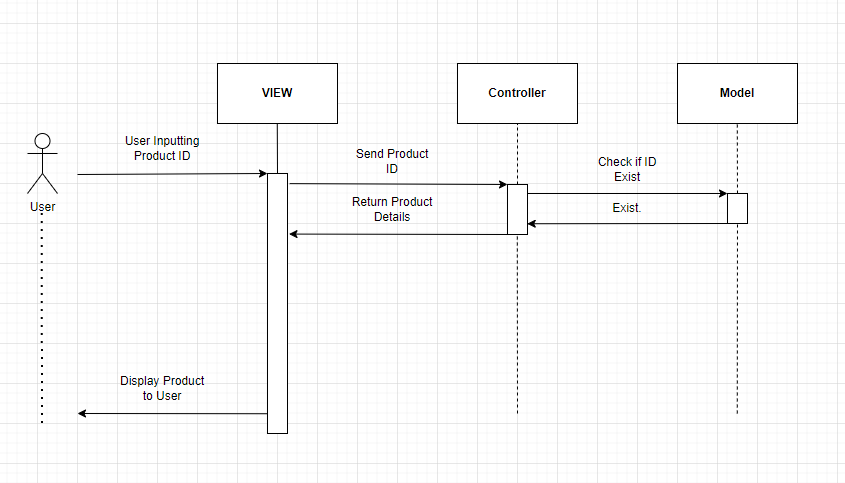 VIEW
Controller
Model
User Inputting
Product ID
Send Product
ID
Check if ID
Exist
User
Return Product
Details
Exist.
Display Product
to User